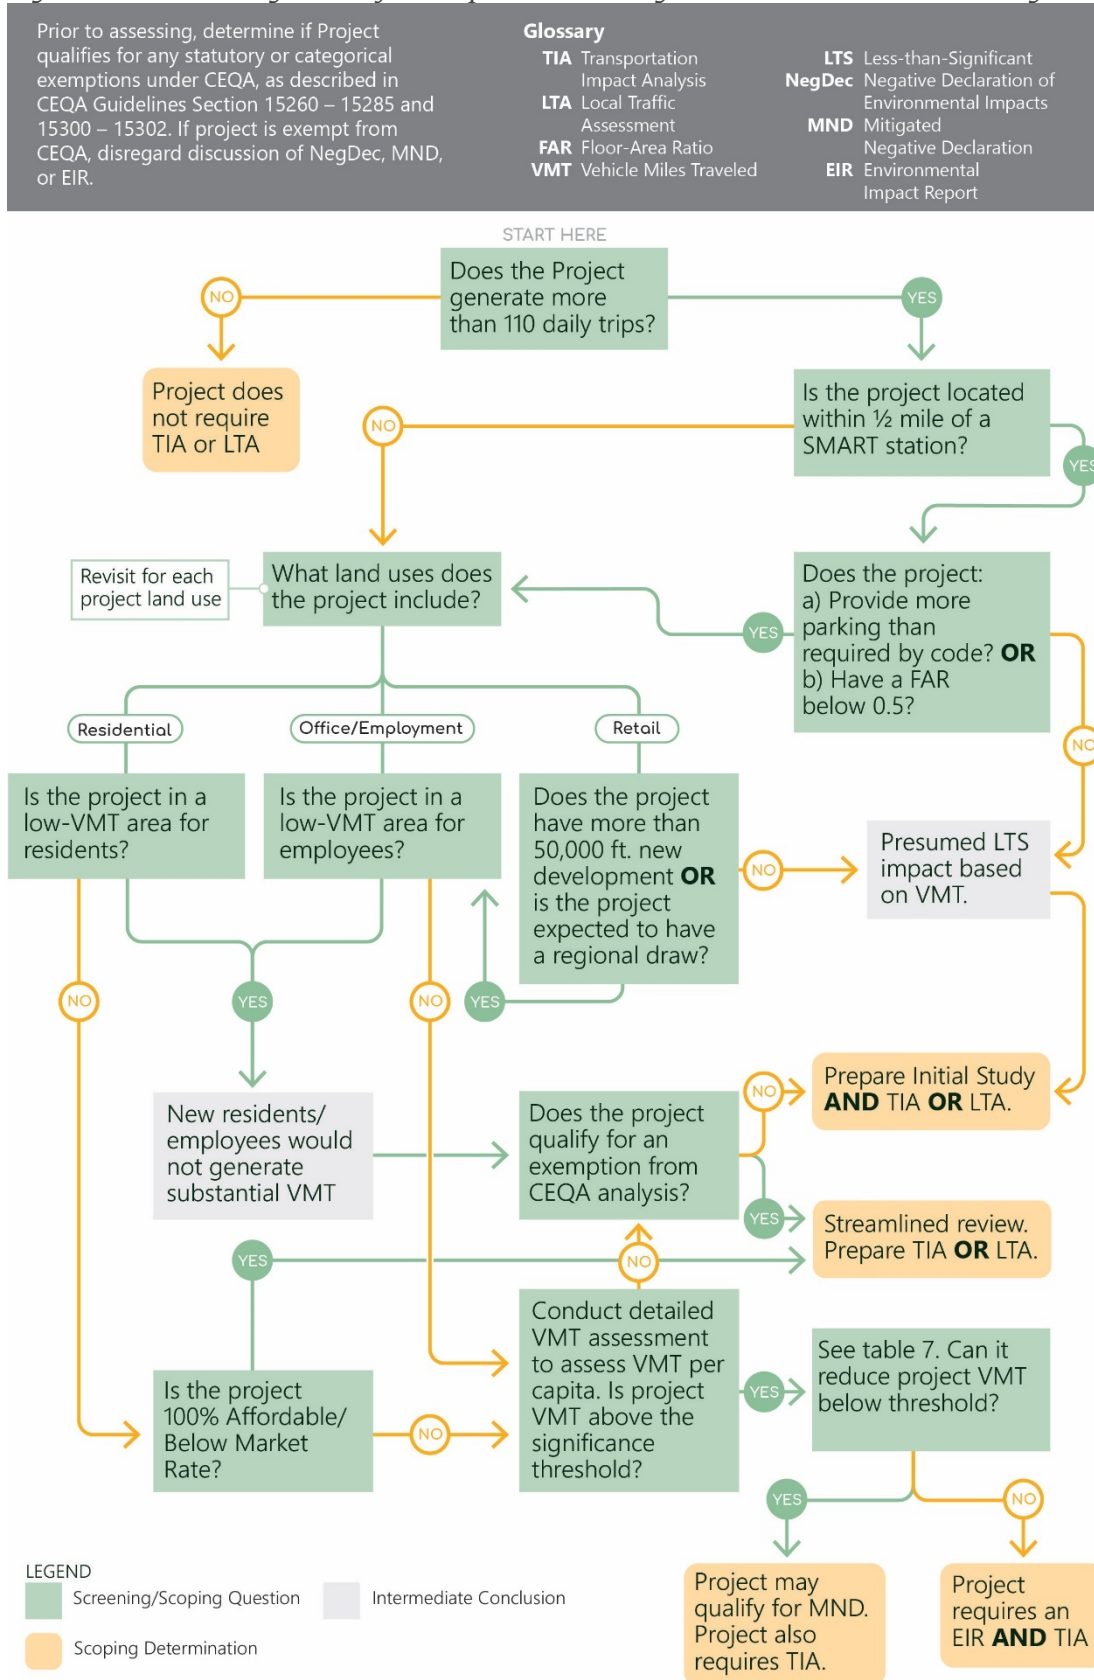 Prior to assessing, determine if Project
qualifies for any statutory or categorical
exemptions under CEQA, as described in
CEQA Guidelines Section 15260 – 15285 and
15300 – 15302. If project is exempt from
CEQA, disregard discussion of NegDec, MND,
or EIR.
Glossary
TIA Transportation
Impact Analysis
LTA Local Traffic
Assessment
FAR Floor-Area Ratio
VMT Vehicle Miles Traveled
LTS Less-than-Significant
NegDec Negative Declaration of
Environmental Impacts
MND Mitigated
Negative Declaration
EIR Environmental
Impact Report
START HERE
Does the Project
generate more
than 110 daily trips?
NO
YES
Project does
not require
TIA or LTA
Is the project located
within ½ mile of a
SMART station?
NO
YES
Revisit for each
project land use
What land uses does
the project include?
Does the project:
a) Provide more
parking than
required by code? OR
b) Have a FAR
below 0.5?
YES
NO
Residential
Office/Employment
Retail
Is the project in a
low-VMT area for
residents?
Is the project in a
low-VMT area for
employees?
Does the project
have more than
50,000 ft. new
development OR
is the project
expected to have
a regional draw?
NO
Presumed LTS
impact based
on VMT.
NO
YES
NO
YES
New residents/
employees would
not generate
substantial VMT
Does the project
qualify for an
exemption from
CEQA analysis?
NO
Prepare Initial Study
AND TIA OR LTA.
YES
Streamlined review.
Prepare TIA OR LTA.
YES
NO
Is the project
100% Affordable/
Below Market
Rate?
NO
Conduct detailed
VMT assessment
to assess VMT per
capita. Is project
VMT above the
significance
threshold?
YES
See table 7. Can it
reduce project VMT
below threshold?
YES
NO
Project may
qualify for MND.
Project also
requires TIA.
Project
requires an
EIR AND TIA
LEGEND
Screening/Scoping Question
Intermediate Conclusion
Scoping Determination